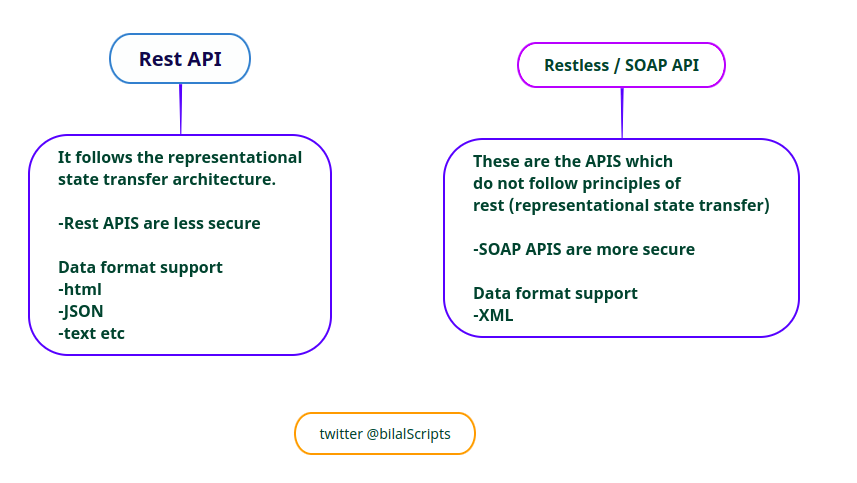 Rest API
It follows the representational
state transfer architecture.
-Rest APIS are less secure
Data format support
-html
-JSON
-text etc
Restless / SOAP API
These are the APIS which
do not follow principles of
rest (representational state transfer)
-SOAP APIS are more secure
Data format support
-XML
twitter @bilalScripts